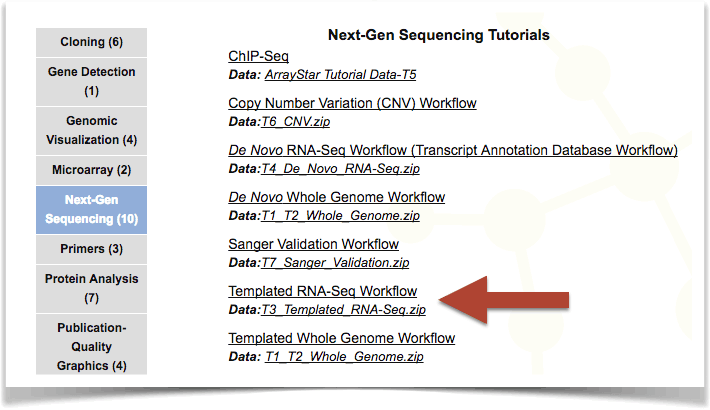 Cloning (6)
Gene Detection
(1)
Genomic
Visualization (4)
Microarray (2)
Next-Gen
Sequencing (10)
Primers (3)
Protein Analysis
(7)
Publication-
Quality
Graphics (4)
Next-Gen Sequencing Tutorials
ChIP-Seq
Data: ArrayStar Tutorial Data-T5
Copy Number Variation (CNV) Workflow
Data:T6_CNV.zip
De Novo RNA-Seq Workflow (Transcript Annotation Database Workflow)
Data:T4_De_Novo_RNA-Seq.zip
De Novo Whole Genome Workflow
Data:T1_T2_Whole_Genome.zip
Sanger Validation Workflow
Data:T7_Sanger_Validation.zip
Templated RNA-Seq Workflow
Data:T3_Templated_RNA-Seq.zip
Templated Whole Genome Workflow
Data: T1_T2_Whole_Genome.zip